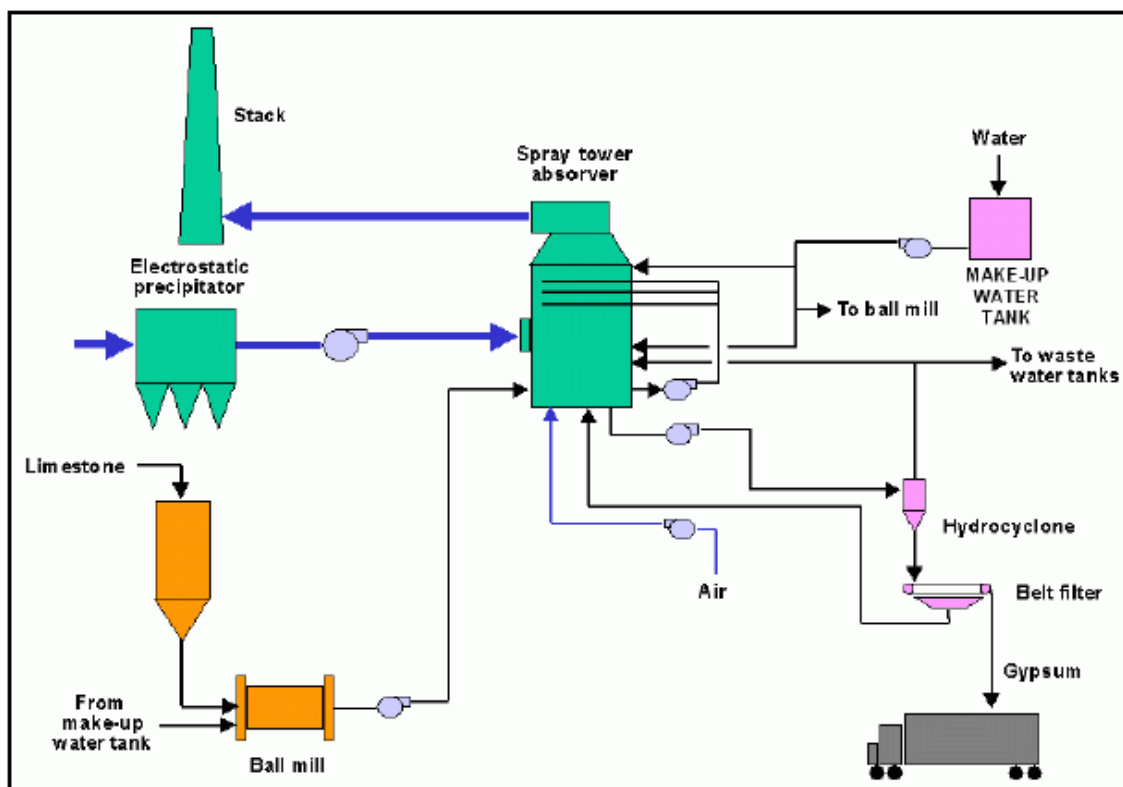 Stack
Spray tower
absorver
Water
Electrostatic
precipitator
MAKE-UP
WATER
TANK
To ball mill
To waste
water tanks
Limestone
Hydrocyclone
Air
Belt filter
Gypsum
From
make-up
water tank
Ball mill